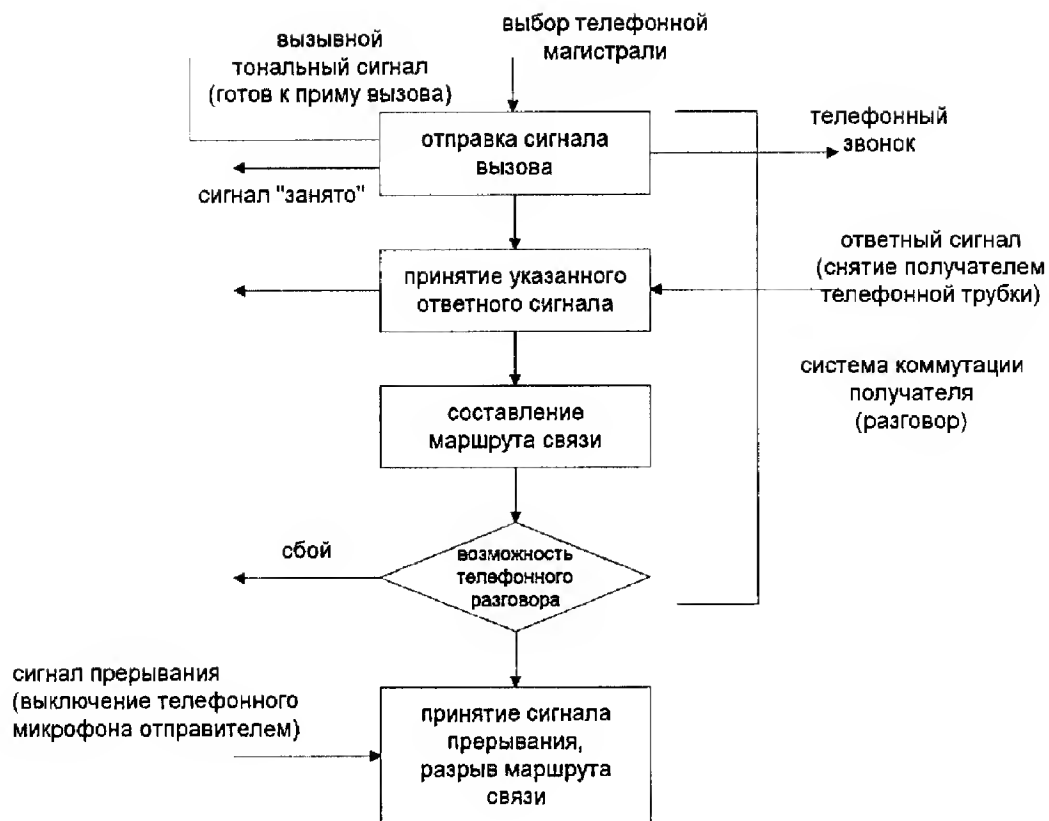 вызывной
тональный сигнал
(готов к приму вызова)
выбор телефонной
магистрали
отправка сигнала
вызова
телефонный
звонок
сигнал "занято"
принятие указанного
ответного сигнала
ответный сигнал
(снятие получателем
телефонной трубки)
составление
маршрута связи
система коммутации
получателя
(разговор)
сбой
возможность
телефонного
разговора
сигнал прерывания
(выключение телефонного
микрофона отправителем)
принятие сигнала
прерывания,
разрыв маршрута
связи